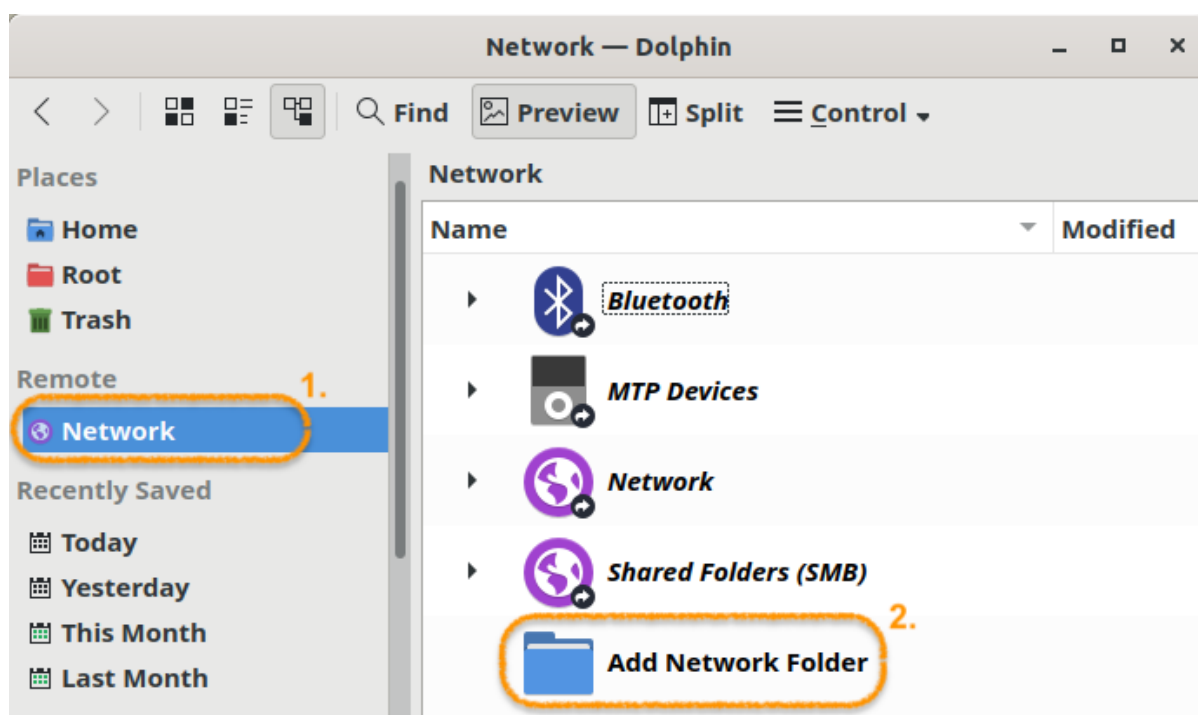 Network — Dolphin
Find Preview Split Control
Places
Home
Root
Trash
Remote
1.
Network
Recently Saved
Today
Yesterday
This Month
Last Month
Network
Name Modified
Bluetooth
MTP Devices
Network
Shared Folders (SMB)
2.
Add Network Folder